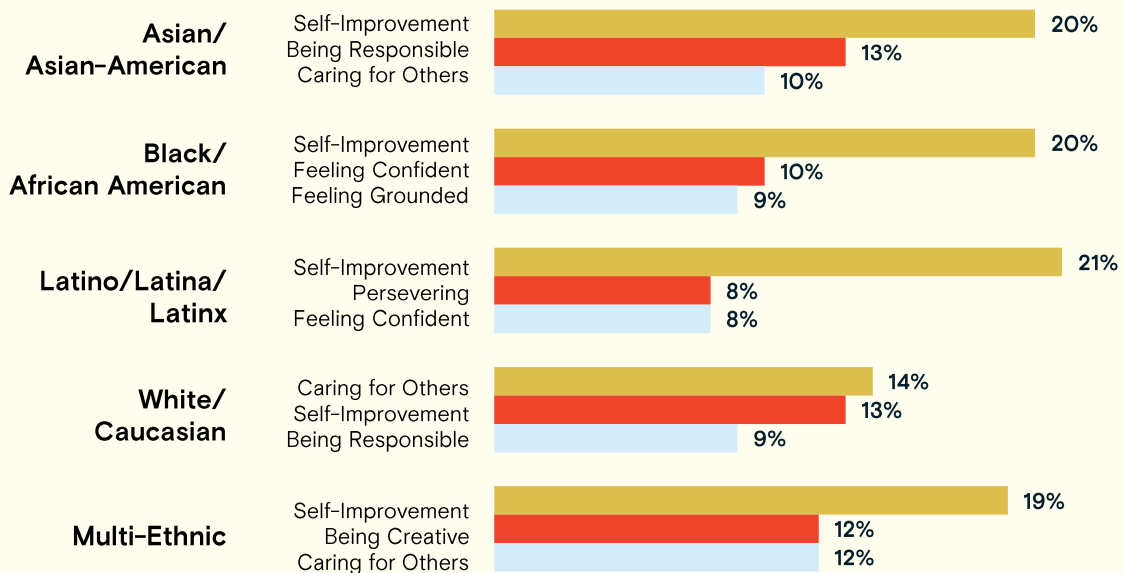 Asian/
Asian-American
Self-Improvement
Being Responsible
Caring for Others
20%
13%
10%
Black/
African American
Self-Improvement
Feeling Confident
Feeling Grounded
20%
10%
9%
Latino/Latina/
Latinx
Self-Improvement
Persevering
Feeling Confident
21%
8%
8%
White/
Caucasian
Caring for Others
Self-Improvement
Being Responsible
14%
13%
9%
Multi-Ethnic
Self-Improvement
Being Creative
Caring for Others
19%
12%
12%